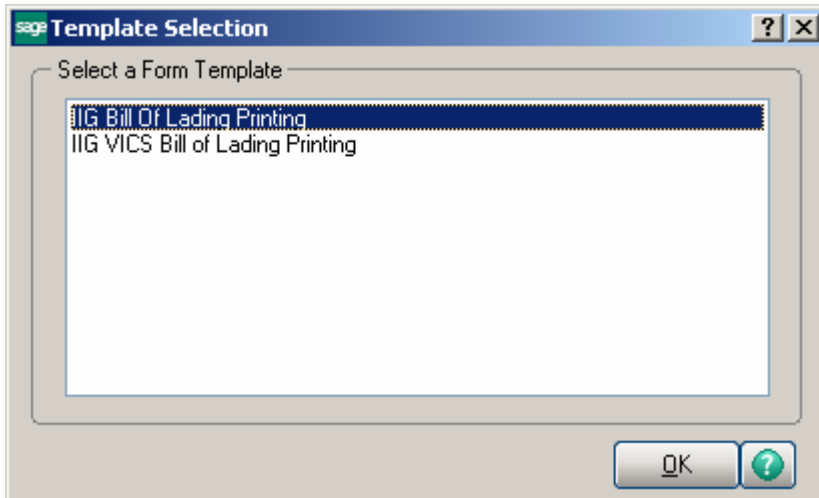 sage Template Selection
Select a Form Template
IIG Bill Of Lading Printing
IIG VICS Bill of Lading Printing
OK